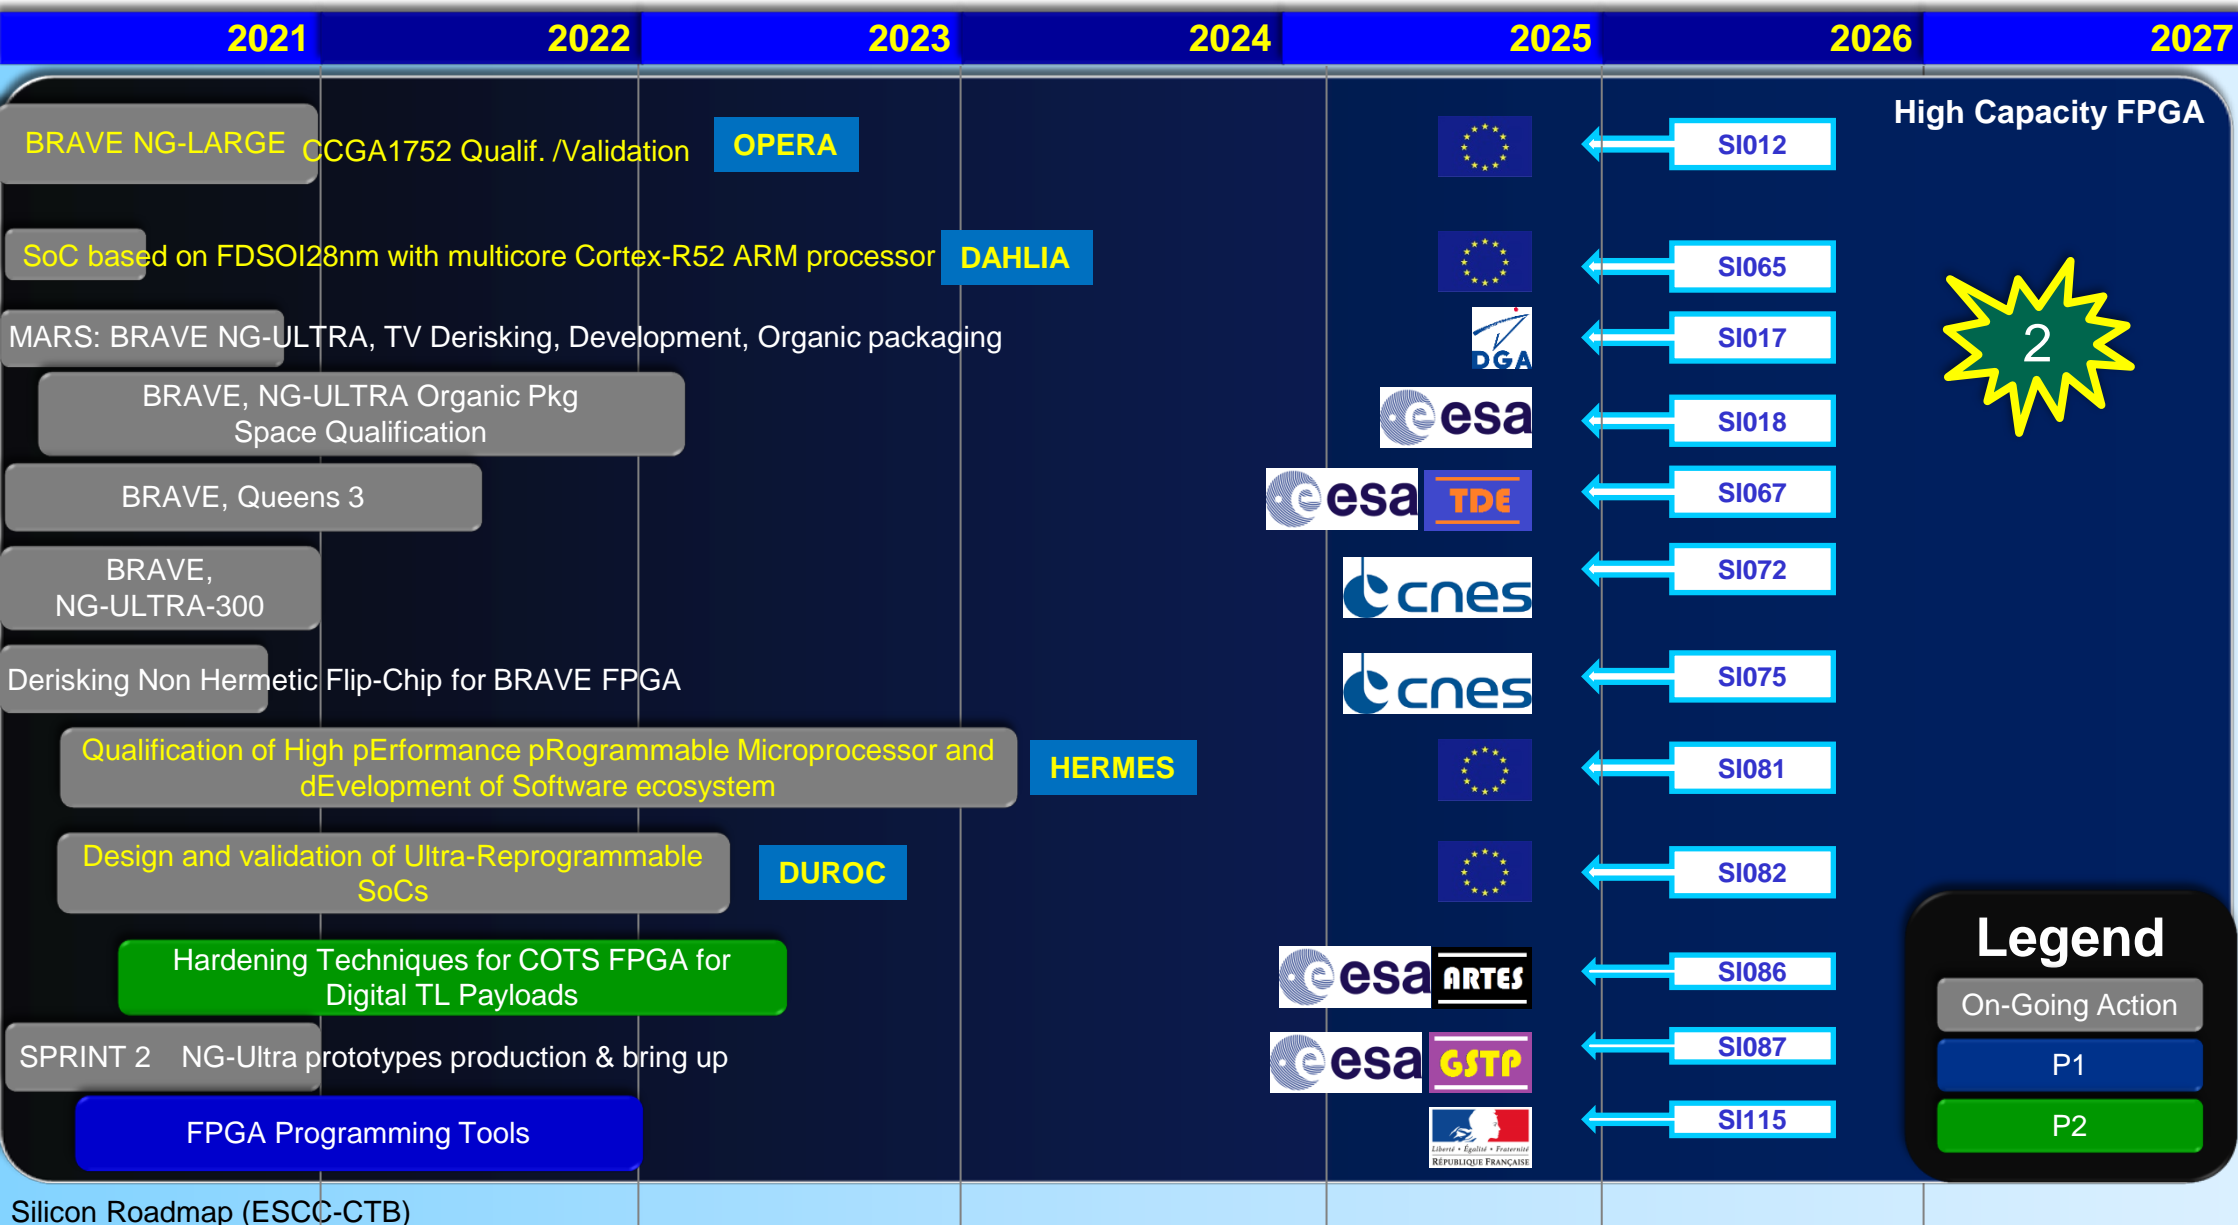 2021 2022 2023 2024 2025 2026 2027
High Capacity FPGA
BRAVE NG-LARGE CCGA1752 Qualif. /Validation OPERA SI012
SoC based on FDSOI28nm with multicore Cortex-R52 ARM processor DAHLIA SI065
MARS: BRAVE NG-ULTRA, TV Derisking, Development, Organic packaging DGA SI017
2
BRAVE, NG-ULTRA Organic Pkg
Space Qualification
esa SI018
BRAVE, Queens 3 esa TDE SI067
BRAVE,
NG-ULTRA-300
cnes SI072
Derisking Non Hermetic Flip-Chip for BRAVE FPGA cnes SI075
Qualification of High pErformance pRogrammable Microprocessor and
dEvelopment of Software ecosystem
HERMES SI081
Design and validation of Ultra-Reprogrammable
SoCs
DUROC SI082
Hardening Techniques for COTS FPGA for
Digital TL Payloads
esa ARTES SI086
SPRINT 2 NG-Ultra prototypes production & bring up esa GSTP SI087
FPGA Programming Tools SI115
Liberté • Égalité • Fraternité
RÉPUBLIQUE FRANÇAISE
Legend
On-Going Action
P1
P2
Silicon Roadmap (ESCC-CTB)